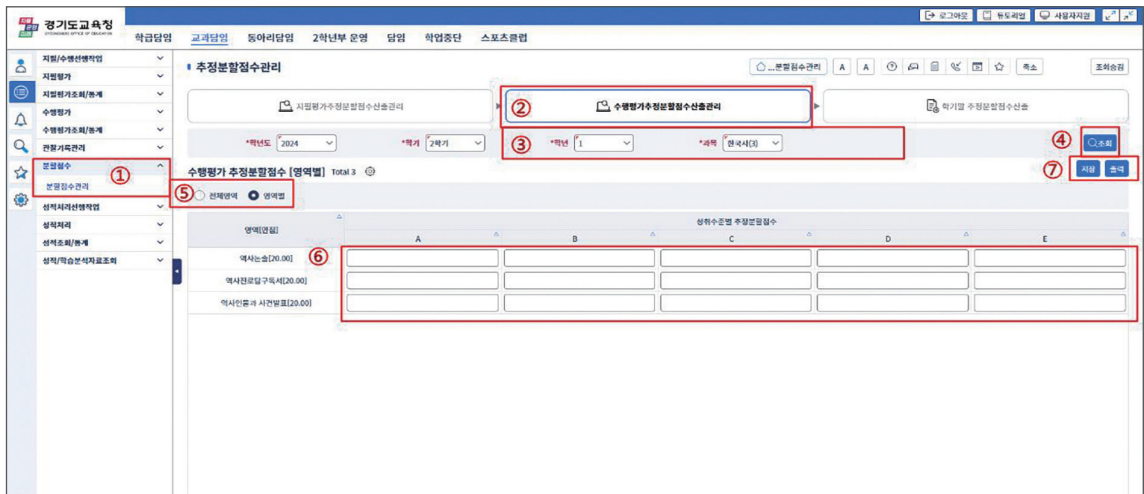 로그아웃 튜토리얼 사용자지원
경기도교육청
학급담임 교과담임 동아리담임 2학년부 운영 담임 학업중단 스포츠클럽
지필/수행선행작업
지필평가
지필평가조회/통계
수행평가
수행평가조회/통계
관찰기록관리
분할점수
①
분할점수관리
성적처리선행작업
성적처리
성적조회/통계
성적/학습분석자료조회
추정분할점수관리
...분할점수관리 A A 축소 조회승김
지필평가추정분할점수산출관리 ② 수행평가추정분할점수산출관리 학기말 추정분할점수산출
*학년도 2024 *학기 2학기 ③ *학년 1 *과목 한국사(3) ④ 조회
수행평가 추정분할점수 [영역별] Total 3 ⑦ 저장 출력
⑤ 전체영역 영역별
영역[만점] 성취수준별 추정분할점수
A B C D E
역사논술[20.00] ⑥
역사진로탐구독서[20.00]
역사인물과 사건발표[20.00]